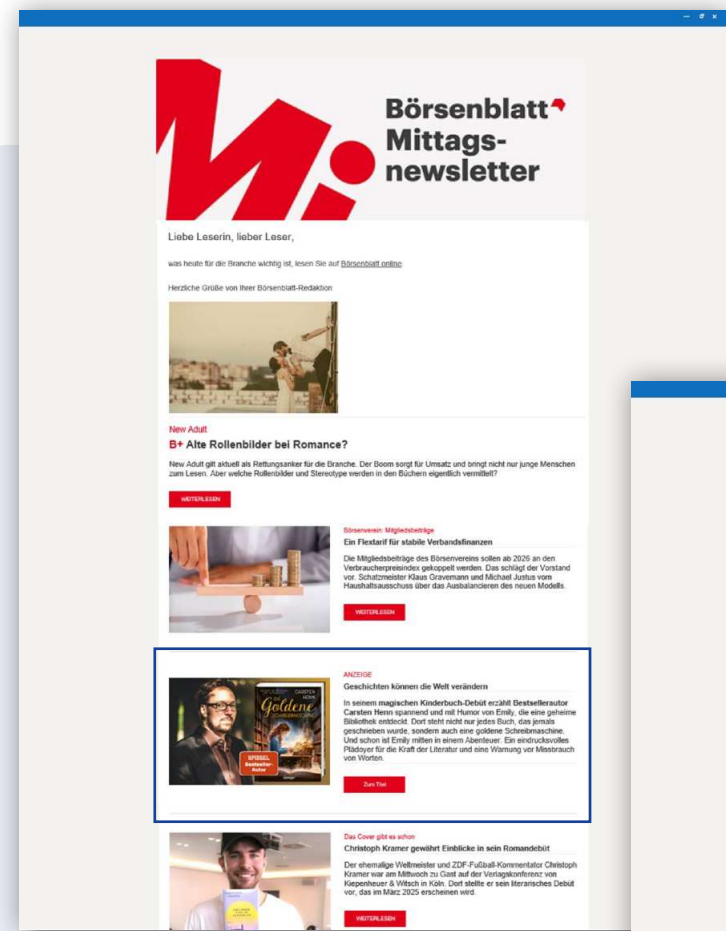 Börsenblatt
Mittags-
newsletter
Liebe Leserin, lieber Leser,
was heute für die Branche wichtig ist, lesen Sie auf Börsenblatt online.
Herzliche Grüße von Ihrer Börsenblatt-Redaktion
New Adult
B+ Alte Rollenbilder bei Romance?
New Adult gilt aktuell als Rettungsanker für die Branche. Der Boom sorgt für Umsatz und bringt nicht nur junge Menschen
zum Lesen. Aber welche Rollenbilder und Stereotype werden in den Büchern eigentlich vermittelt?
WEITERLESEN
Börsenverein: Mitgliedsbeiträge
Ein Flextarif für stabile Verbandsfinanzen
Die Mitgliedsbeiträge des Börsenvereins sollen ab 2026 an den
Verbraucherpreisindex gekoppelt werden. Das schlägt der Vorstand
vor. Schatzmeister Klaus Gravemann und Michael Justus vom
Haushaltsausschuss über das Ausbalancieren des neuen Modells.
WEITERLESEN
ANZEIGE
Geschichten können die Welt verändern
In seinem magischen Kinderbuch-Debüt erzählt Bestsellerautor
Carsten Henn spannend und mit Humor von Emily, die eine geheime
Bibliothek entdeckt. Dort steht nicht nur jedes Buch, das jemals
geschrieben wurde, sondern auch eine goldene Schreibmaschine.
Und schon ist Emily mitten in einem Abenteuer. Ein eindrucksvolles
Plädoyer für die Kraft der Literatur und eine Warnung vor Missbrauch
von Worten.
Zum Titel
CARSTEN
HENN
Die
Goldene
SCHREIBMASCHINE
SPIEGEL
Bestseller-
Autor
Das Cover gibt es schon
Christoph Kramer gewährt Einblicke in sein Romandebüt
Der ehemalige Weltmeister und ZDF-Fußball-Kommentator Christoph
Kramer war am Mittwoch zu Gast auf der Verlagskonferenz von
Kiepenheuer & Witsch in Köln. Dort stellte er sein literarisches Debüt
vor, das im März 2025 erscheinen wird.
WEITERLESEN